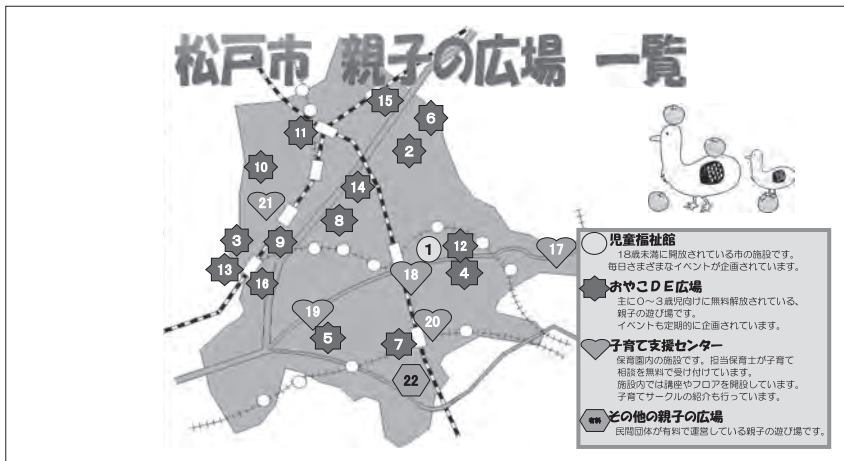 松戸市 親子の広場 一覧
15
6
11
2
10
14
21
8
3
9
1
12
17
13
18
4
16
19
20
5
7
22
児童福祉館
18歳未満に開放されている市の施設です。
毎日さまざまなイベントが企画されています。
おやこDE広場
主に0~3歳児向けに無料解放されている、
親子の遊び場です。
イベントも定期的に企画されています。
子育て支援センター
保育園内の施設です。担当保育士が子育て
相談を無料で受け付けています。
施設内では講座やフロアを開設しています。
子育てサークルの紹介も行っています。
有料 その他の親子の広場
民間団体が有料で運営している親子の遊び場です。